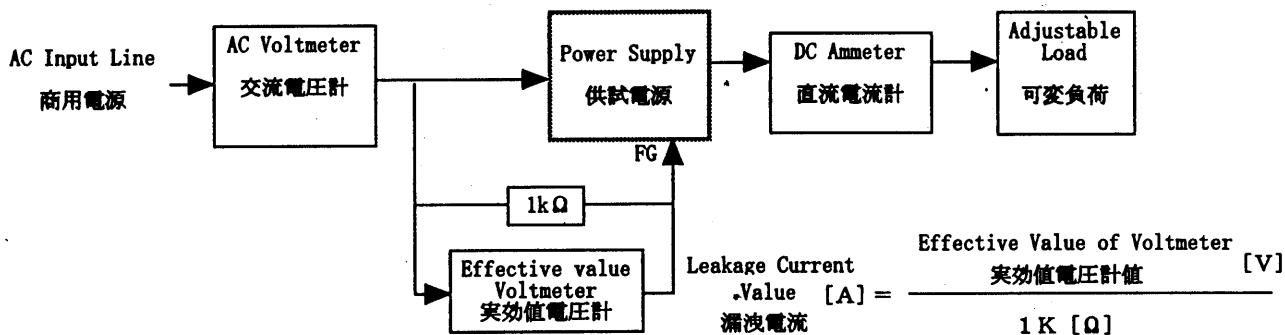 AC Input Line
商用電源
AC Voltmeter
交流電圧計
Power Supply
供試電源
DC Ammeter
直流電流計
Adjustable
Load
可変負荷
FG
1kΩ
Effective value
Voltmeter
実効値電圧計
Leakage Current
Value [A] =
漏洩電流
Effective Value of Voltmeter
実効値電圧計値 [V]
1K [Ω]